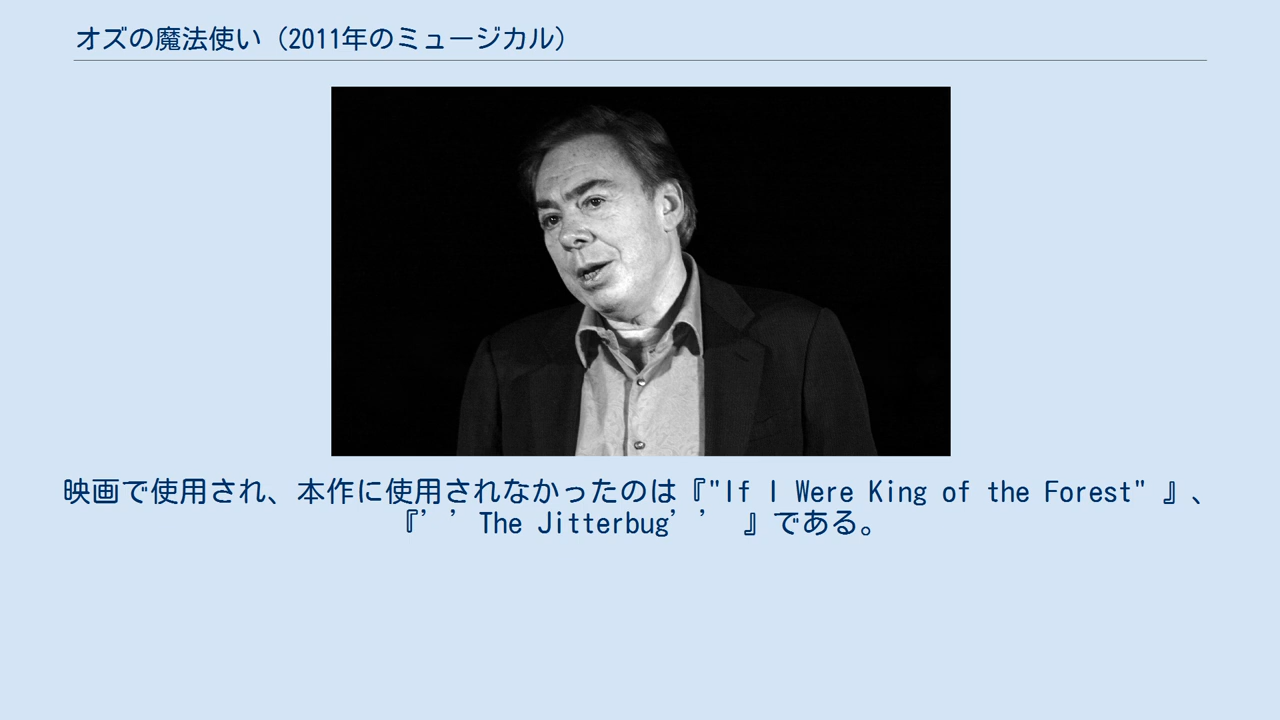 オズの魔法使い（2011年のミュージカル）
映画で使用され、本作に使用されなかったのは『"If I Were King of the Forest" 』、
『’’The Jitterbug’’ 』である。